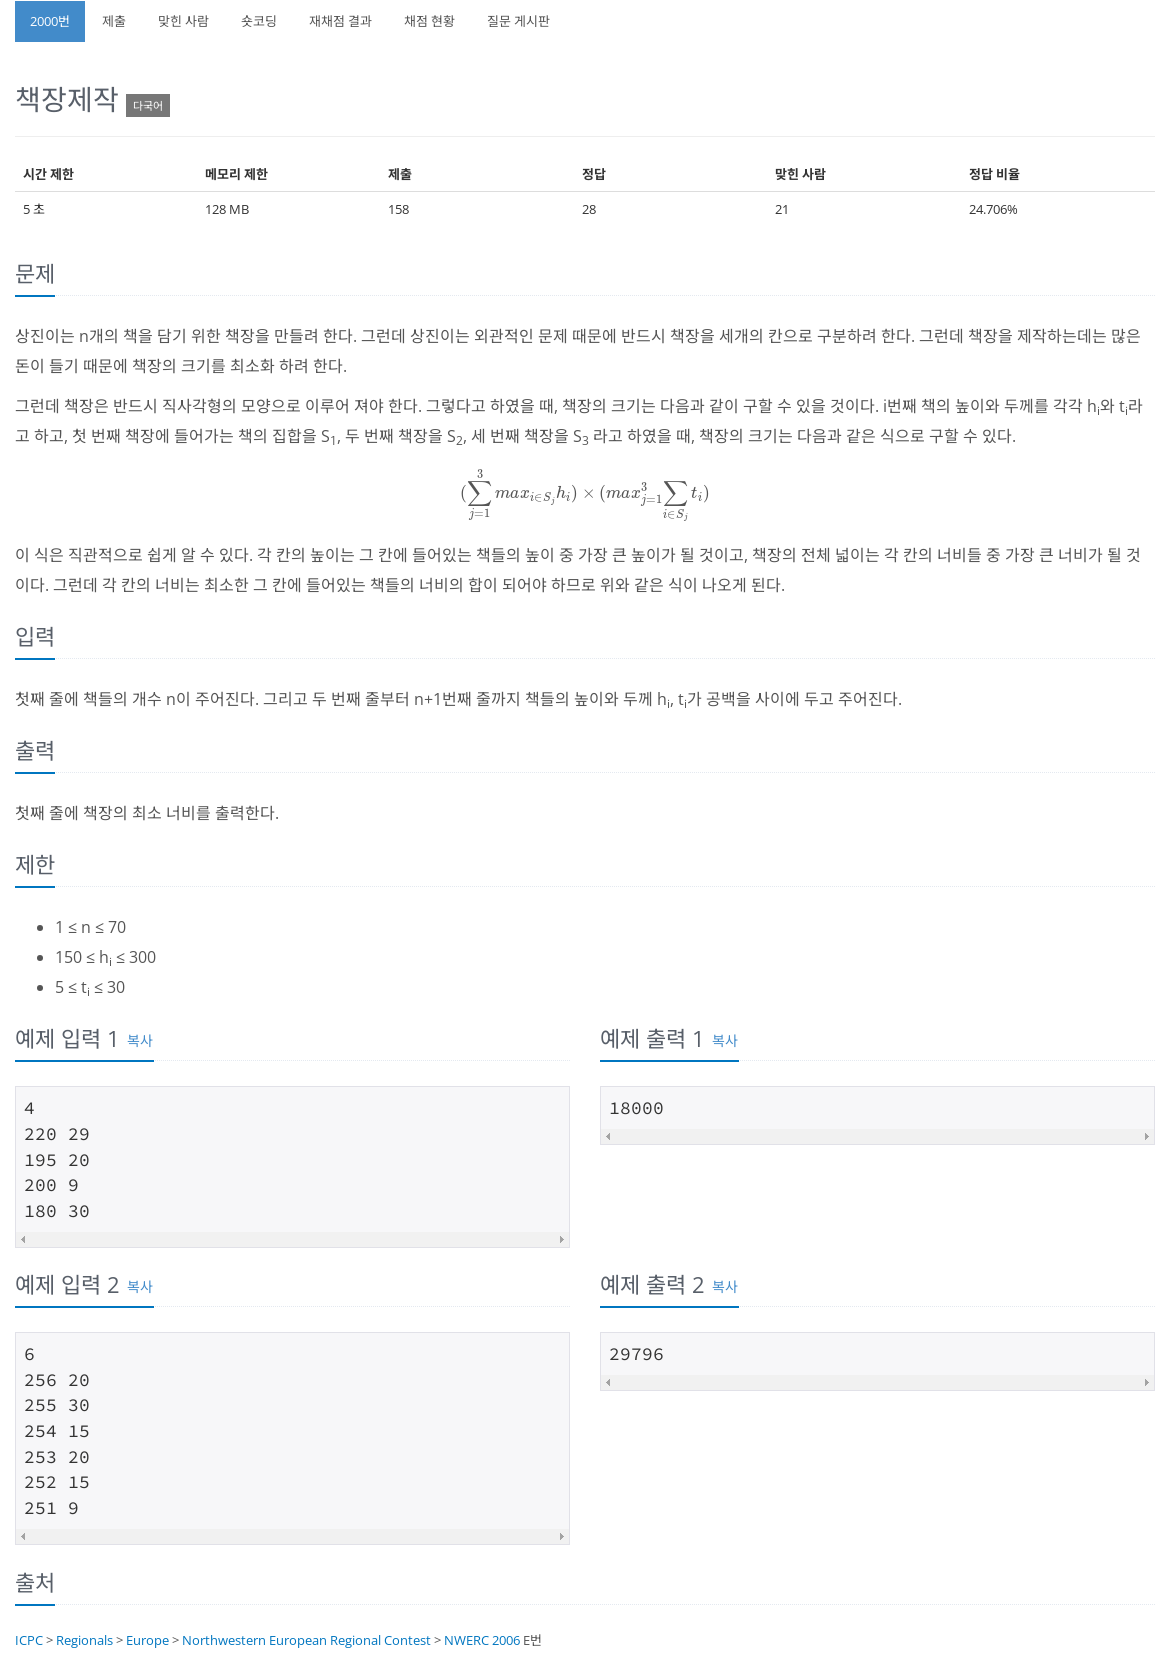 2000번 제출 맞힌 사람 숏코딩 재채점 결과 채점 현황 질문 게시판
책장제작 다국어
시간 제한 메모리 제한 제출 정답 맞힌 사람 정답 비율
5 초 128 MB 158 28 21 24.706%
문제
상진이는 n개의 책을 담기 위한 책장을 만들려 한다. 그런데 상진이는 외관적인 문제 때문에 반드시 책장을 세개의 칸으로 구분하려 한다. 그런데 책장을 제작하는데는 많은
돈이 들기 때문에 책장의 크기를 최소화 하려 한다.
그런데 책장은 반드시 직사각형의 모양으로 이루어 져야 한다. 그렇다고 하였을 때, 책장의 크기는 다음과 같이 구할 수 있을 것이다. i번째 책의 높이와 두께를 각각 h_i와 t_i라
고 하고, 첫 번째 책장에 들어가는 책의 집합을 S_1, 두 번째 책장을 S_2, 세 번째 책장을 S_3 라고 하였을 때, 책장의 크기는 다음과 같은 식으로 구할 수 있다.
(\sum_{j=1}^{3} max_{i∈S_j} h_i) × (max_{j=1}^{3} \sum_{i∈S_j} t_i)
이 식은 직관적으로 쉽게 알 수 있다. 각 칸의 높이는 그 칸에 들어있는 책들의 높이 중 가장 큰 높이가 될 것이고, 책장의 전체 넓이는 각 칸의 너비들 중 가장 큰 너비가 될 것
이다. 그런데 각 칸의 너비는 최소한 그 칸에 들어있는 책들의 너비의 합이 되어야 하므로 위와 같은 식이 나오게 된다.
입력
첫째 줄에 책들의 개수 n이 주어진다. 그리고 두 번째 줄부터 n+1번째 줄까지 책들의 높이와 두께 h_i, t_i가 공백을 사이에 두고 주어진다.
출력
첫째 줄에 책장의 최소 너비를 출력한다.
제한
• 1 ≤ n ≤ 70
• 150 ≤ h_i ≤ 300
• 5 ≤ t_i ≤ 30
예제 입력 1 복사
4
220 29
195 20
200 9
180 30
예제 출력 1 복사
18000
예제 입력 2 복사
6
256 20
255 30
254 15
253 20
252 15
251 9
예제 출력 2 복사
29796
출처
ICPC > Regionals > Europe > Northwestern European Regional Contest > NWERC 2006 E번